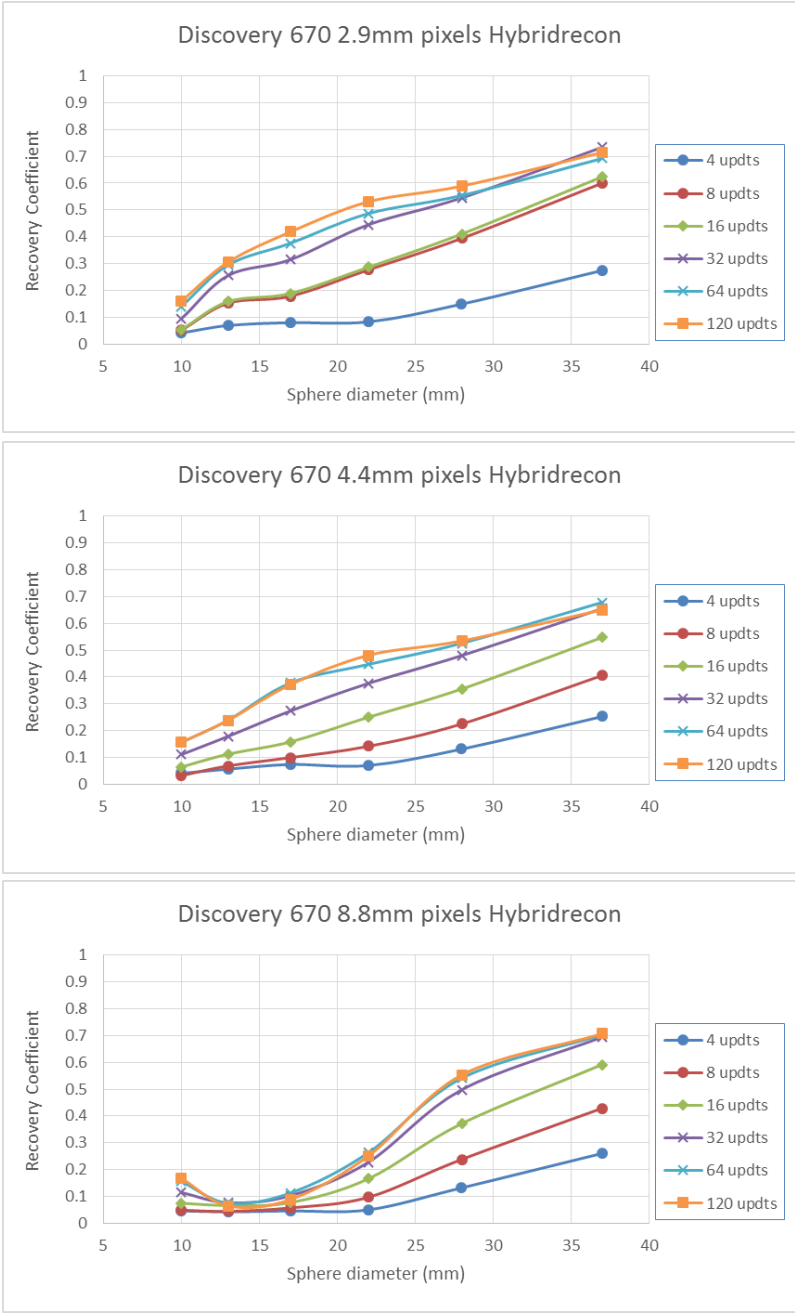 Discovery 670 2.9mm pixels Hybridrecon
Recovery Coefficient
1
0.9
0.8
0.7
0.6
0.5
0.4
0.3
0.2
0.1
0
5 10 15 20 25 30 35 40
Sphere diameter (mm)
4 updts
8 updts
16 updts
32 updts
64 updts
120 updts
Discovery 670 4.4mm pixels Hybridrecon
Recovery Coefficient
1
0.9
0.8
0.7
0.6
0.5
0.4
0.3
0.2
0.1
0
5 10 15 20 25 30 35 40
Sphere diameter (mm)
4 updts
8 updts
16 updts
32 updts
64 updts
120 updts
Discovery 670 8.8mm pixels Hybridrecon
Recovery Coefficient
1
0.9
0.8
0.7
0.6
0.5
0.4
0.3
0.2
0.1
0
5 10 15 20 25 30 35 40
Sphere diameter (mm)
4 updts
8 updts
16 updts
32 updts
64 updts
120 updts